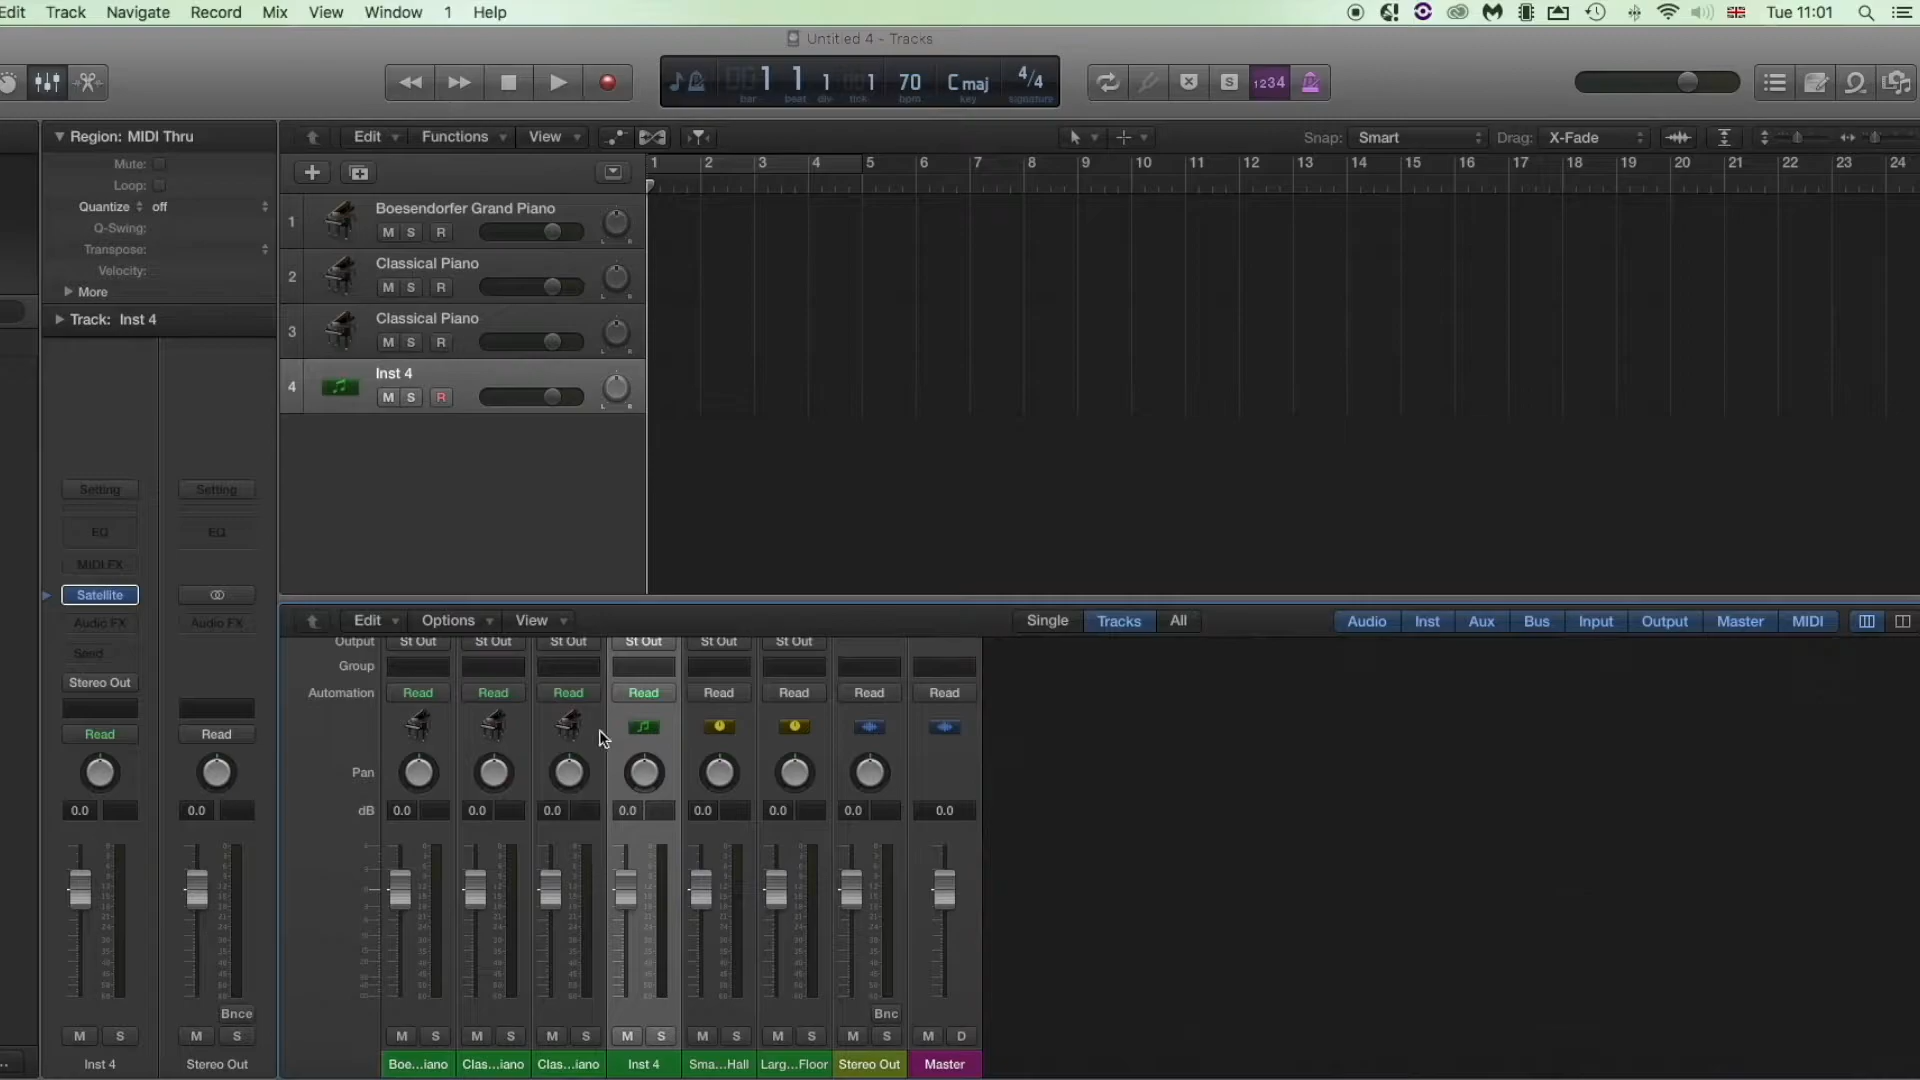 Edit Track Navigate Record Mix View Window 1 Help Tue 11:01
Untitled 4 - Tracks
1 1 1 1 70 C maj 4/4
bar beat div tick bpm key signature
S 1234
Region: MIDI Thru
Edit Functions View Snap: Smart Drag: X-Fade
Mute:
Loop:
Quantize off
Q-Swing:
Transpose:
Velocity:
More
Track: Inst 4
1 2 3 4 5 6 7 8 9 10 11 12 13 14 15 16 17 18 19 20 21 22 23 24
1 Boesendorfer Grand Piano
M S R L R
2 Classical Piano
M S R L R
3 Classical Piano
M S R L R
4 Inst 4
M S R L R
Setting Setting
EQ EQ
MIDI FX
Satellite
Audio FX Audio FX
Send
Stereo Out
Read Read
0.0 0.0
Bnce
M S M S
Inst 4 Stereo Out
Edit Options View Single Tracks All Audio Inst Aux Bus Input Output Master MIDI
Output St Out St Out St Out St Out St Out St Out
Group
Automation Read Read Read Read Read Read Read Read
Pan
dB 0.0 0.0 0.0 0.0 0.0 0.0 0.0 0.0
Bnc
M S M S M S M S M S M S M S M D
Boe...iano Clas...iano Clas...iano Inst 4 Sma...Hall Larg...Floor Stereo Out Master